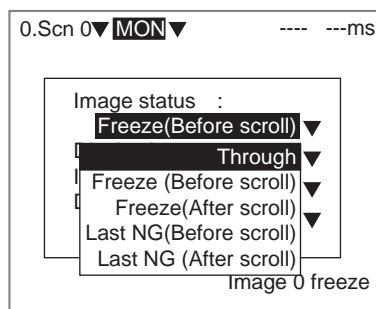 0.Scn 0▼ MON▼ ---- ---ms
Image status :
Freeze(Before scroll) ▼
Through ▼
Freeze (Before scroll) ▼
Freeze(After scroll) ▼
Last NG(Before scroll)
Last NG (After scroll)
Image 0 freeze